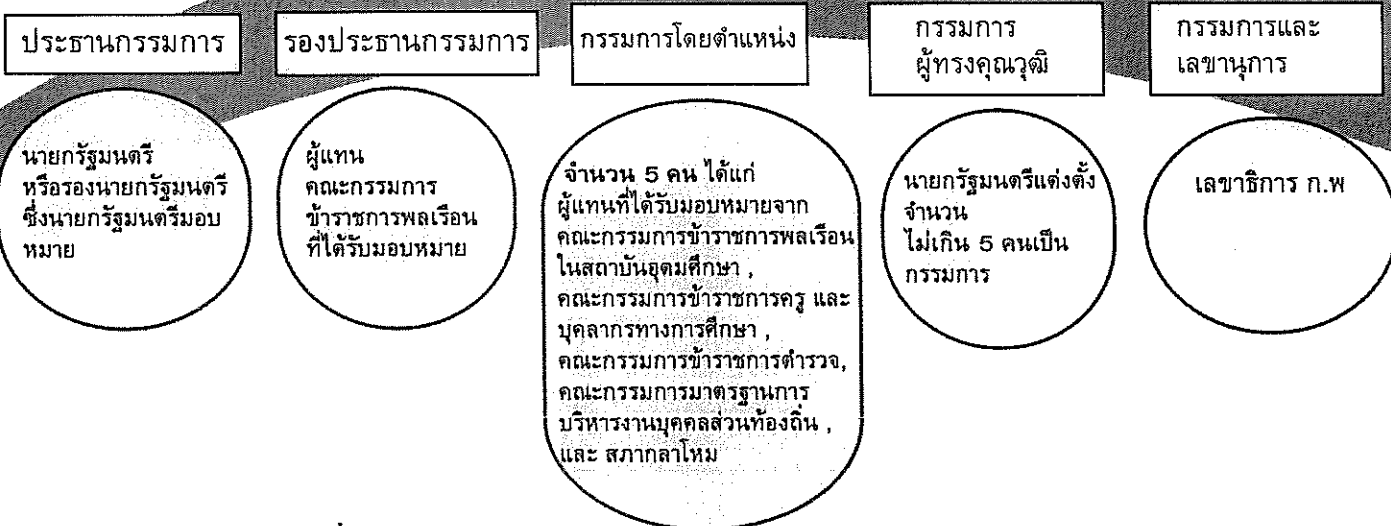 ประธานกรรมการ
รองประธานกรรมการ
กรรมการโดยตำแหน่ง
กรรมการ
ผู้ทรงคุณวุฒิ
กรรมการและ
เลขานุการ
นายกรัฐมนตรี
หรือรองนายกรัฐมนตรี
ซึ่งนายกรัฐมนตรีมอบ
หมาย
ผู้แทน
คณะกรรมการ
ข้าราชการพลเรือน
ที่ได้รับมอบหมาย
จำนวน 5 คน ได้แก่
ผู้แทนที่ได้รับมอบหมายจาก
คณะกรรมการข้าราชการพลเรือน
ในสถาบันอุดมศึกษา ,
คณะกรรมการข้าราชการครู และ
บุคลากรทางการศึกษา ,
คณะกรรมการข้าราชการตำรวจ,
คณะกรรมการมาตรฐานการ
บริหารงานบุคคลส่วนท้องถิ่น ,
และ สภากลาโหม
นายกรัฐมนตรีแต่งตั้ง
จำนวน
ไม่เกิน 5 คนเป็น
กรรมการ
เลขาธิการ ก.พ